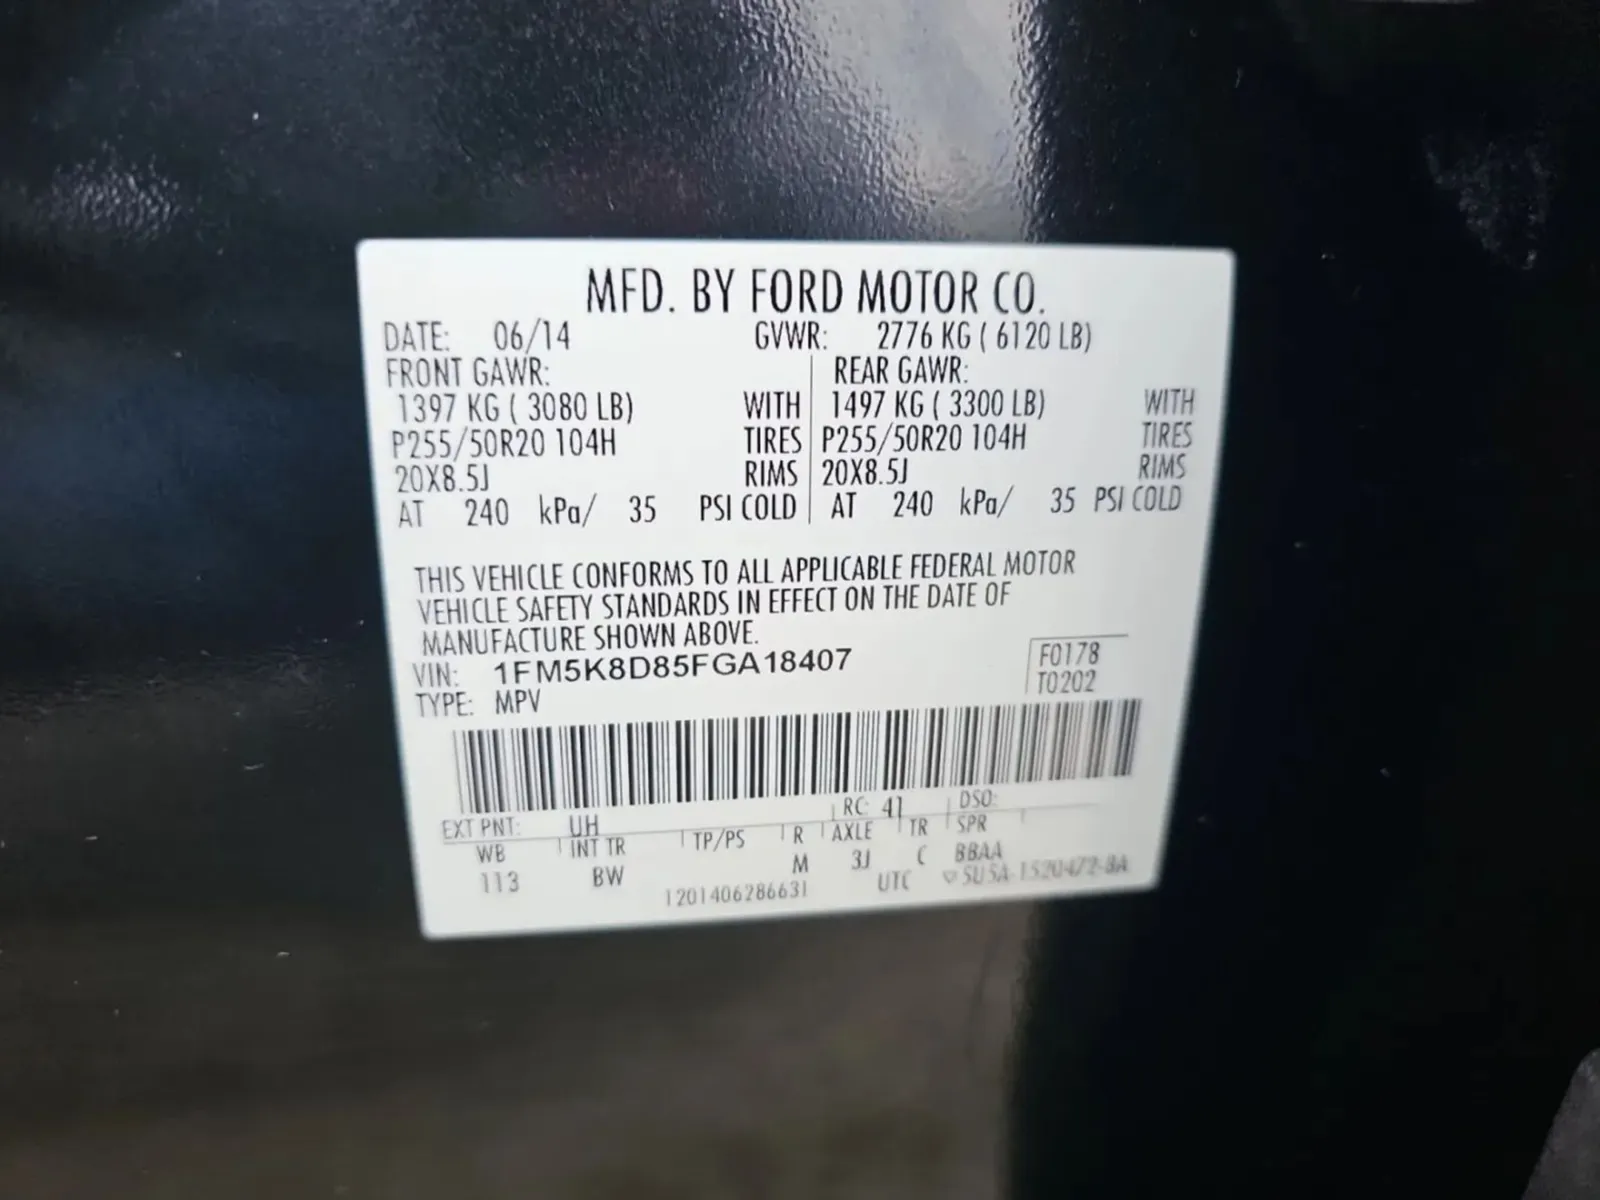 MFD. BY FORD MOTOR CO.
DATE: 06/14 GVWR: 2776 KG ( 6120 LB)
FRONT GAWR: REAR GAWR:
1397 KG ( 3080 LB) WITH 1497 KG ( 3300 LB) WITH
P255/50R20 104H TIRES P255/50R20 104H TIRES
20X8.5J RIMS 20X8.5J RIMS
AT 240 kPa/ 35 PSI COLD AT 240 kPa/ 35 PSI COLD
THIS VEHICLE CONFORMS TO ALL APPLICABLE FEDERAL MOTOR
VEHICLE SAFETY STANDARDS IN EFFECT ON THE DATE OF
MANUFACTURE SHOWN ABOVE.
VIN: 1FM5K8D85FGA18407 F0178
TYPE: MPV T0202
EXT PNT: UH RC: 41 DSO:
WB INT TR TP/PS R AXLE TR SPR
113 BW M 3J C BBAA
1201406286631 UTC